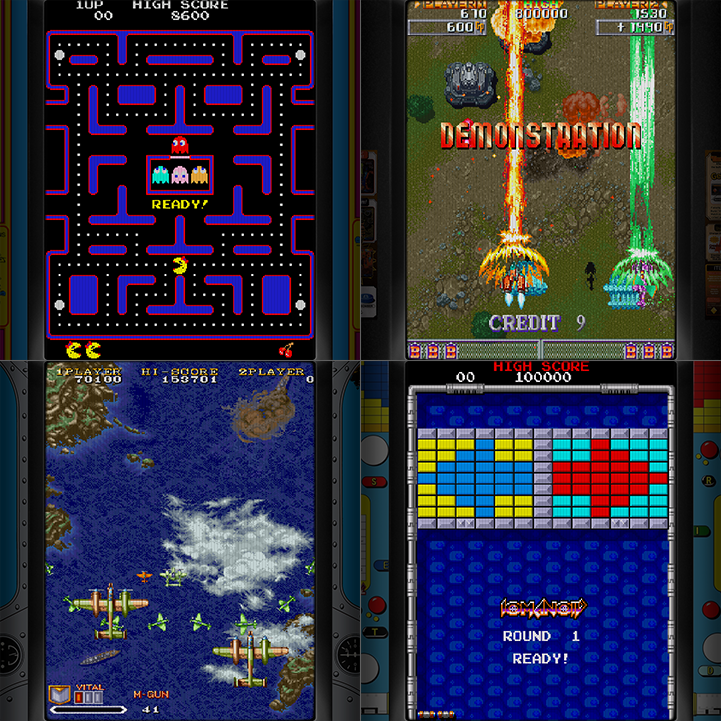 1UP HIGH SCORE
00 8600
READY!
PLAYER1 HIGH PLAYER2
610 800000 1530
600 +1990
DEMONSTRATION
CREDIT 9
1PLAYER HI-SCORE 2PLAYER
70100 153701 0
VITAL
M-GUN
41
HIGH SCORE
00 100000
ROUND 1
READY!
S
R
E
T
I
D